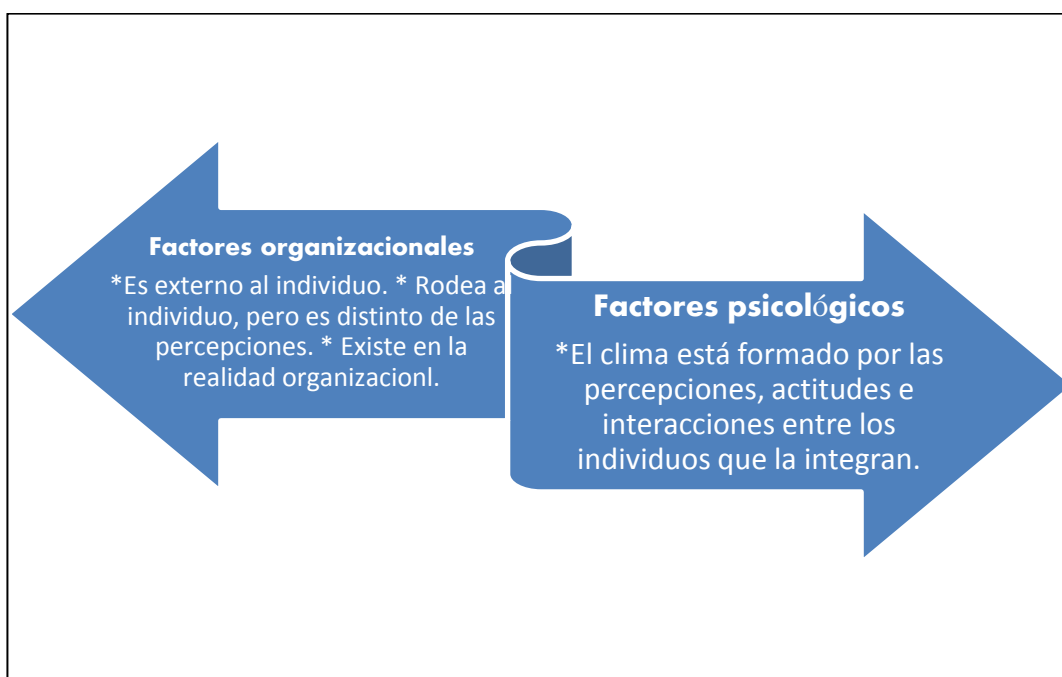 Factores organizacionales
*Es externo al individuo. * Rodea a
individuo, pero es distinto de las
percepciones. * Existe en la
realidad organizacionl.
Factores psicológicos
*El clima está formado por las
percepciones, actitudes e
interacciones entre los
individuos que la integran.